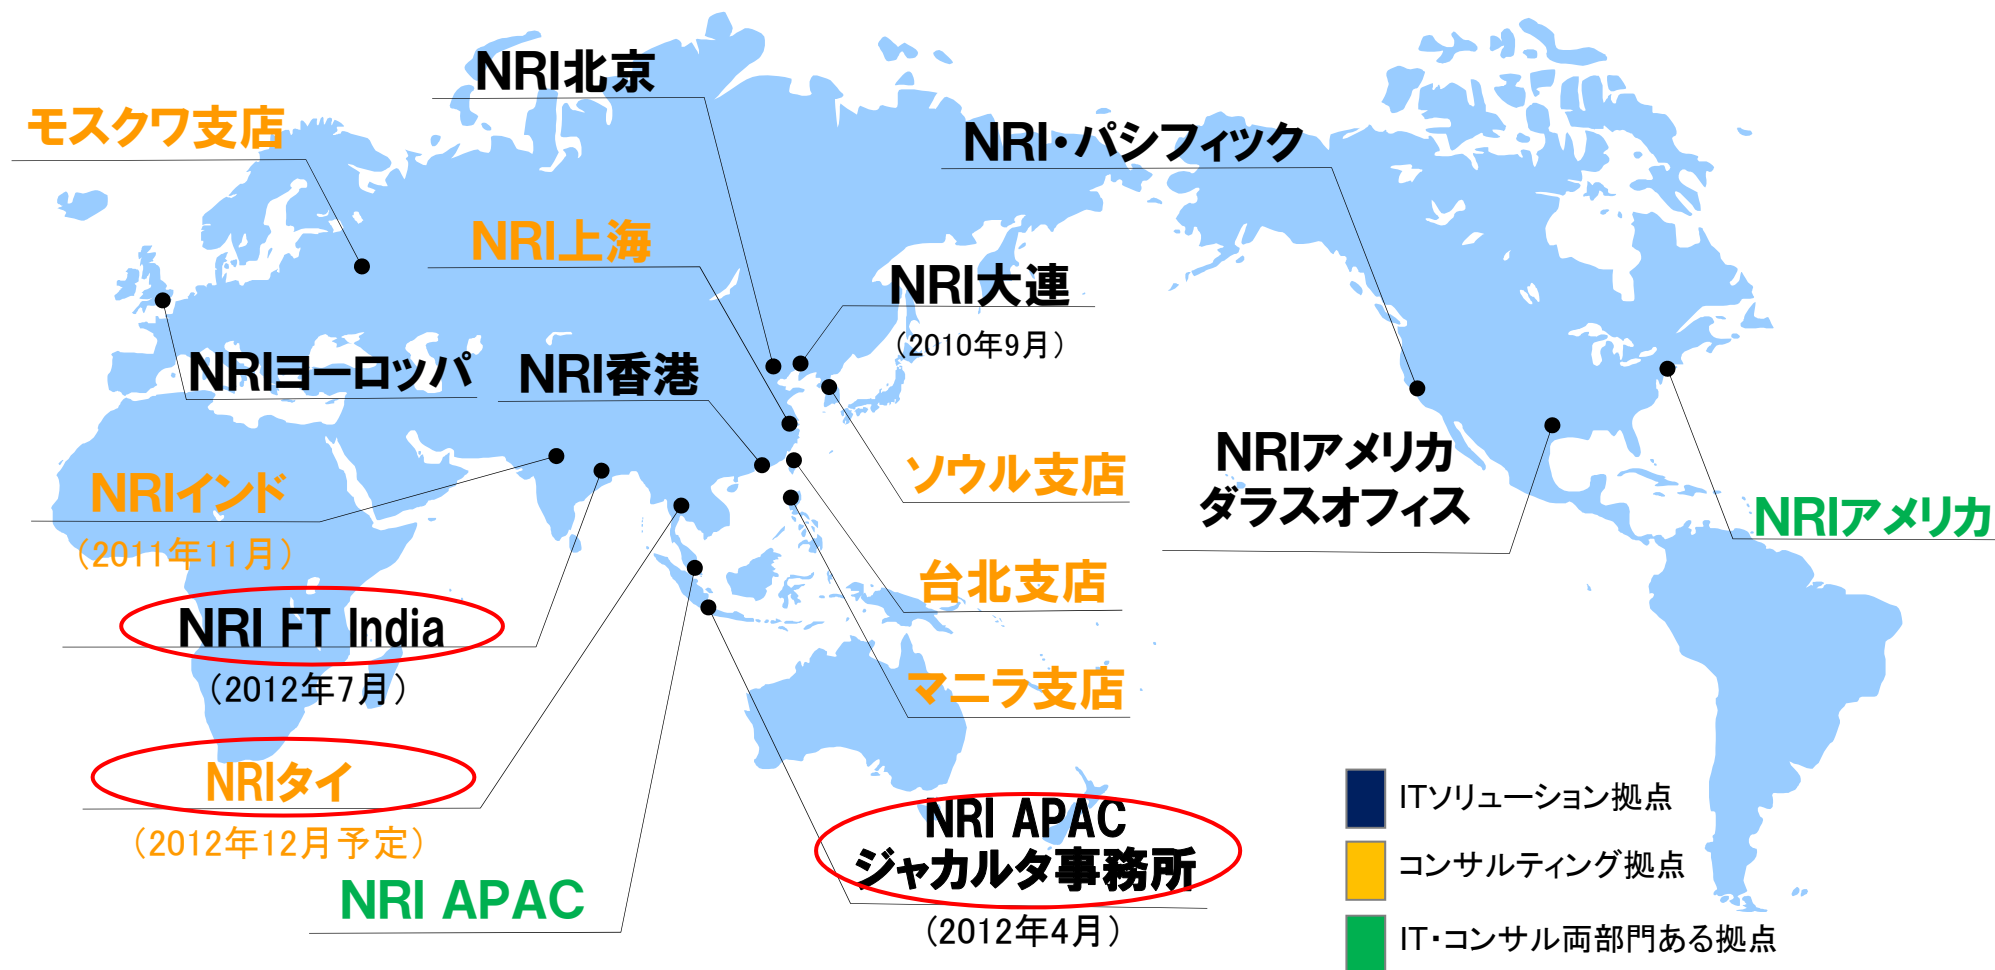 NRI北京
モスクワ支店
NRI・パシフィック
NRI上海
NRI大連
(2010年9月)
NRIヨーロッパ
NRI香港
NRIアメリカ
ダラスオフィス
ソウル支店
NRIインド
(2011年11月)
NRIアメリカ
台北支店
NRI FT India
(2012年7月)
マニラ支店
NRIタイ
(2012年12月予定)
NRI APAC
ジャカルタ事務所
(2012年4月)
NRI APAC
ITソリューション拠点
コンサルティング拠点
IT・コンサル両部門ある拠点